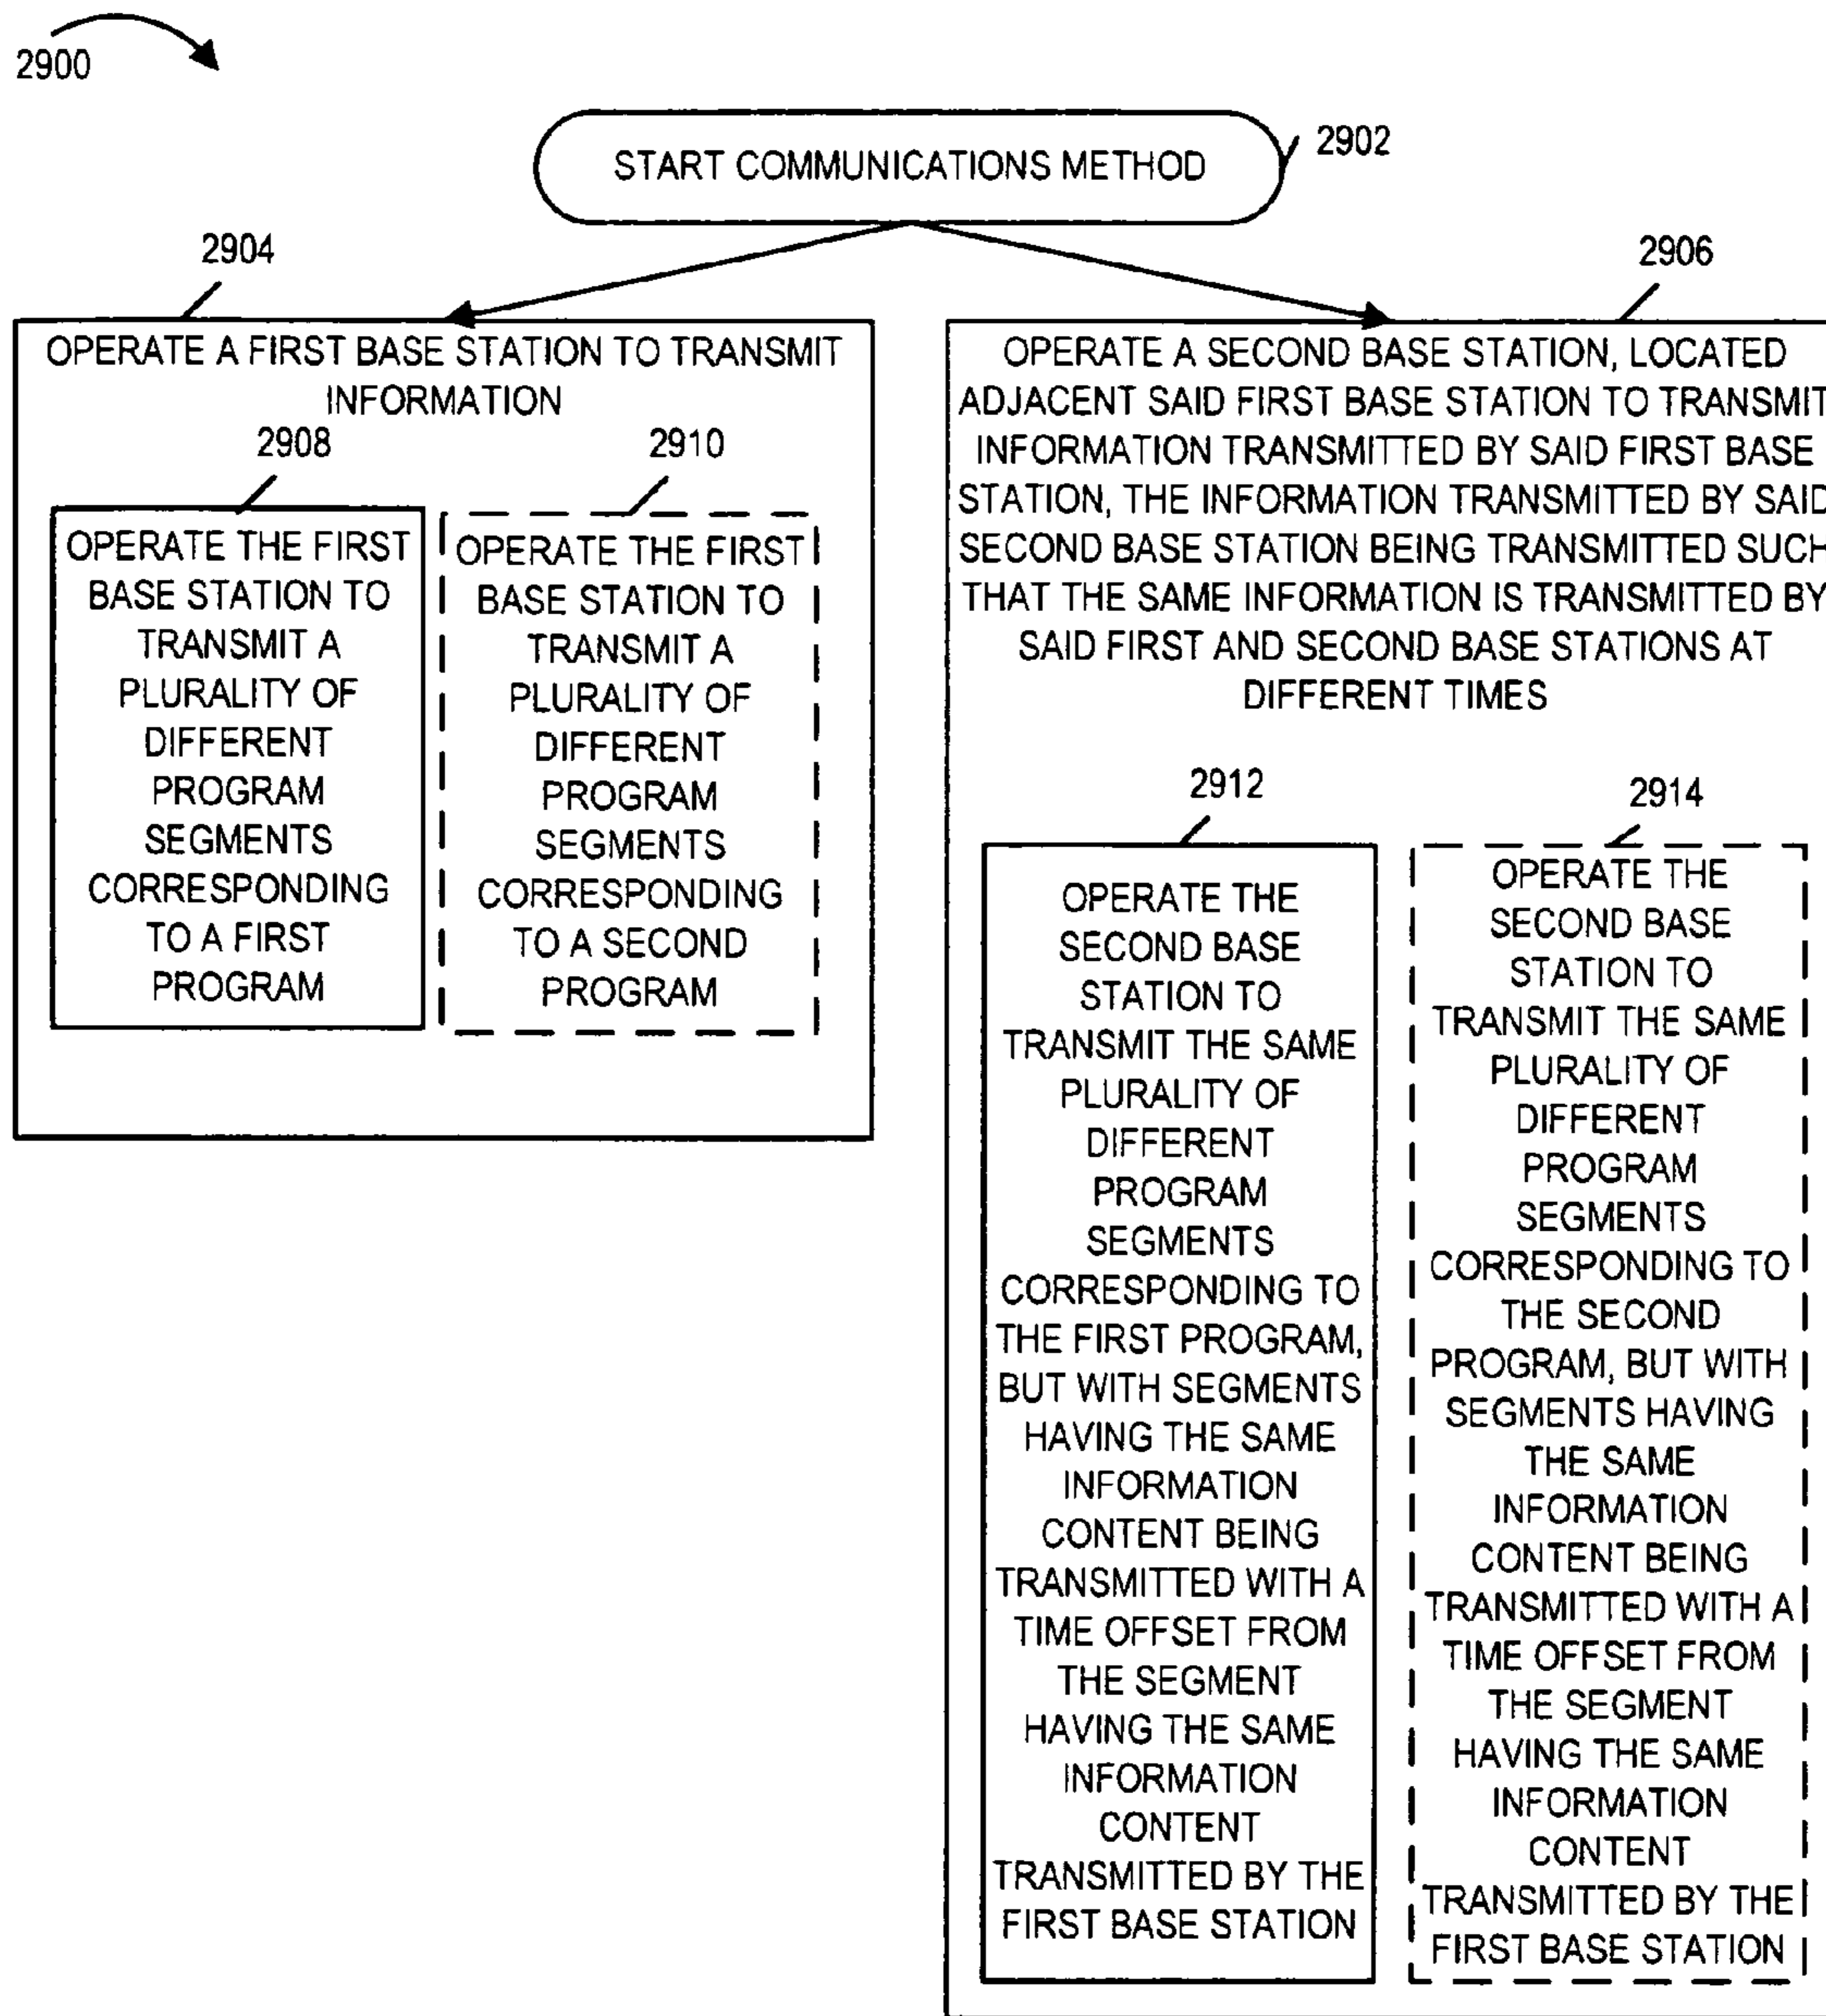 2900
START COMMUNICATIONS METHOD
2902
2904
OPERATE A FIRST BASE STATION TO TRANSMIT
INFORMATION
2908
OPERATE THE FIRST
BASE STATION TO
TRANSMIT A
PLURALITY OF
DIFFERENT
PROGRAM
SEGMENTS
CORRESPONDING
TO A FIRST
PROGRAM
2910
OPERATE THE FIRST
BASE STATION TO
TRANSMIT A
PLURALITY OF
DIFFERENT
PROGRAM
SEGMENTS
CORRESPONDING
TO A SECOND
PROGRAM
2906
OPERATE A SECOND BASE STATION, LOCATED
ADJACENT SAID FIRST BASE STATION TO TRANSMIT
INFORMATION TRANSMITTED BY SAID FIRST BASE
STATION, THE INFORMATION TRANSMITTED BY SAID
SECOND BASE STATION BEING TRANSMITTED SUCH
THAT THE SAME INFORMATION IS TRANSMITTED BY
SAID FIRST AND SECOND BASE STATIONS AT
DIFFERENT TIMES
2912
OPERATE THE
SECOND BASE
STATION TO
TRANSMIT THE SAME
PLURALITY OF
DIFFERENT
PROGRAM
SEGMENTS
CORRESPONDING TO
THE FIRST PROGRAM,
BUT WITH SEGMENTS
HAVING THE SAME
INFORMATION
CONTENT BEING
TRANSMITTED WITH A
TIME OFFSET FROM
THE SEGMENT
HAVING THE SAME
INFORMATION
CONTENT
TRANSMITTED BY THE
FIRST BASE STATION
2914
OPERATE THE
SECOND BASE
STATION TO
TRANSMIT THE SAME
PLURALITY OF
DIFFERENT
PROGRAM
SEGMENTS
CORRESPONDING TO
THE SECOND
PROGRAM, BUT WITH
SEGMENTS HAVING
THE SAME
INFORMATION
CONTENT BEING
TRANSMITTED WITH A
TIME OFFSET FROM
THE SEGMENT
HAVING THE SAME
INFORMATION
CONTENT
TRANSMITTED BY THE
FIRST BASE STATION